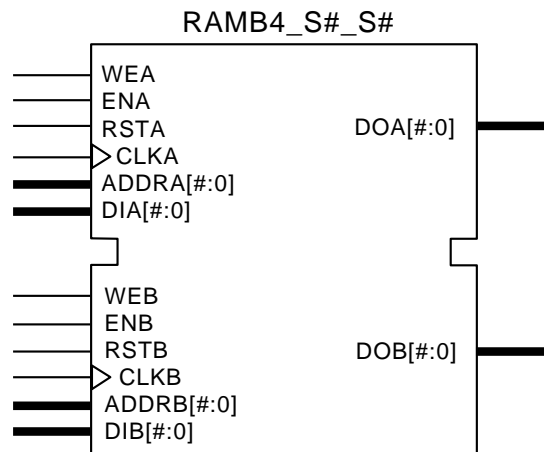 RAMB4_S#_S#
WEA
ENA
RSTA
CLKA
ADDRA[#:0]
DIA[#:0]
DOA[#:0]
WEB
ENB
RSTB
CLKB
ADDRB[#:0]
DIB[#:0]
DOB[#:0]